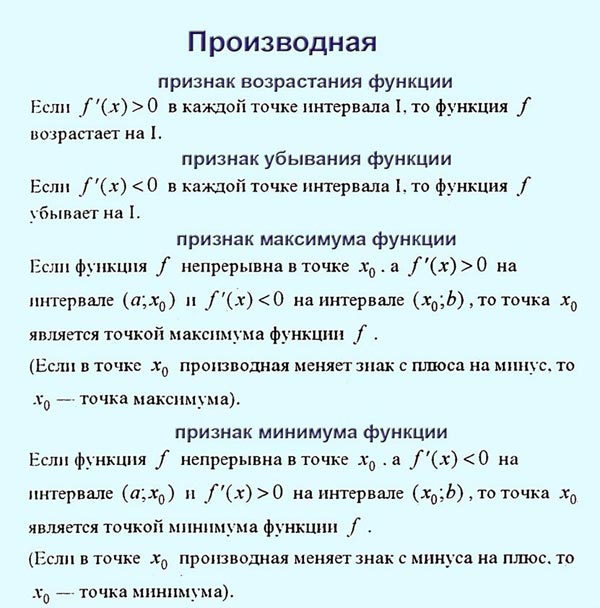 Производная
признак возрастания функции
Если f '(x) > 0 в каждой точке интервала I, то функция f
возрастает на I.
признак убывания функции
Если f '(x) < 0 в каждой точке интервала I, то функция f
убывает на I.
признак максимума функции
Если функция f непрерывна в точке x₀, а f '(x) > 0 на
интервале (a; x₀) и f '(x) < 0 на интервале (x₀; b), то точка x₀
является точкой максимума функции f .
(Если в точке x₀ производная меняет знак с плюса на минус, то
x₀ — точка максимума).
признак минимума функции
Если функция f непрерывна в точке x₀, а f '(x) < 0 на
интервале (a; x₀) и f '(x) > 0 на интервале (x₀; b), то точка x₀
является точкой минимума функции f .
(Если в точке x₀ производная меняет знак с минуса на плюс, то
x₀ — точка минимума).